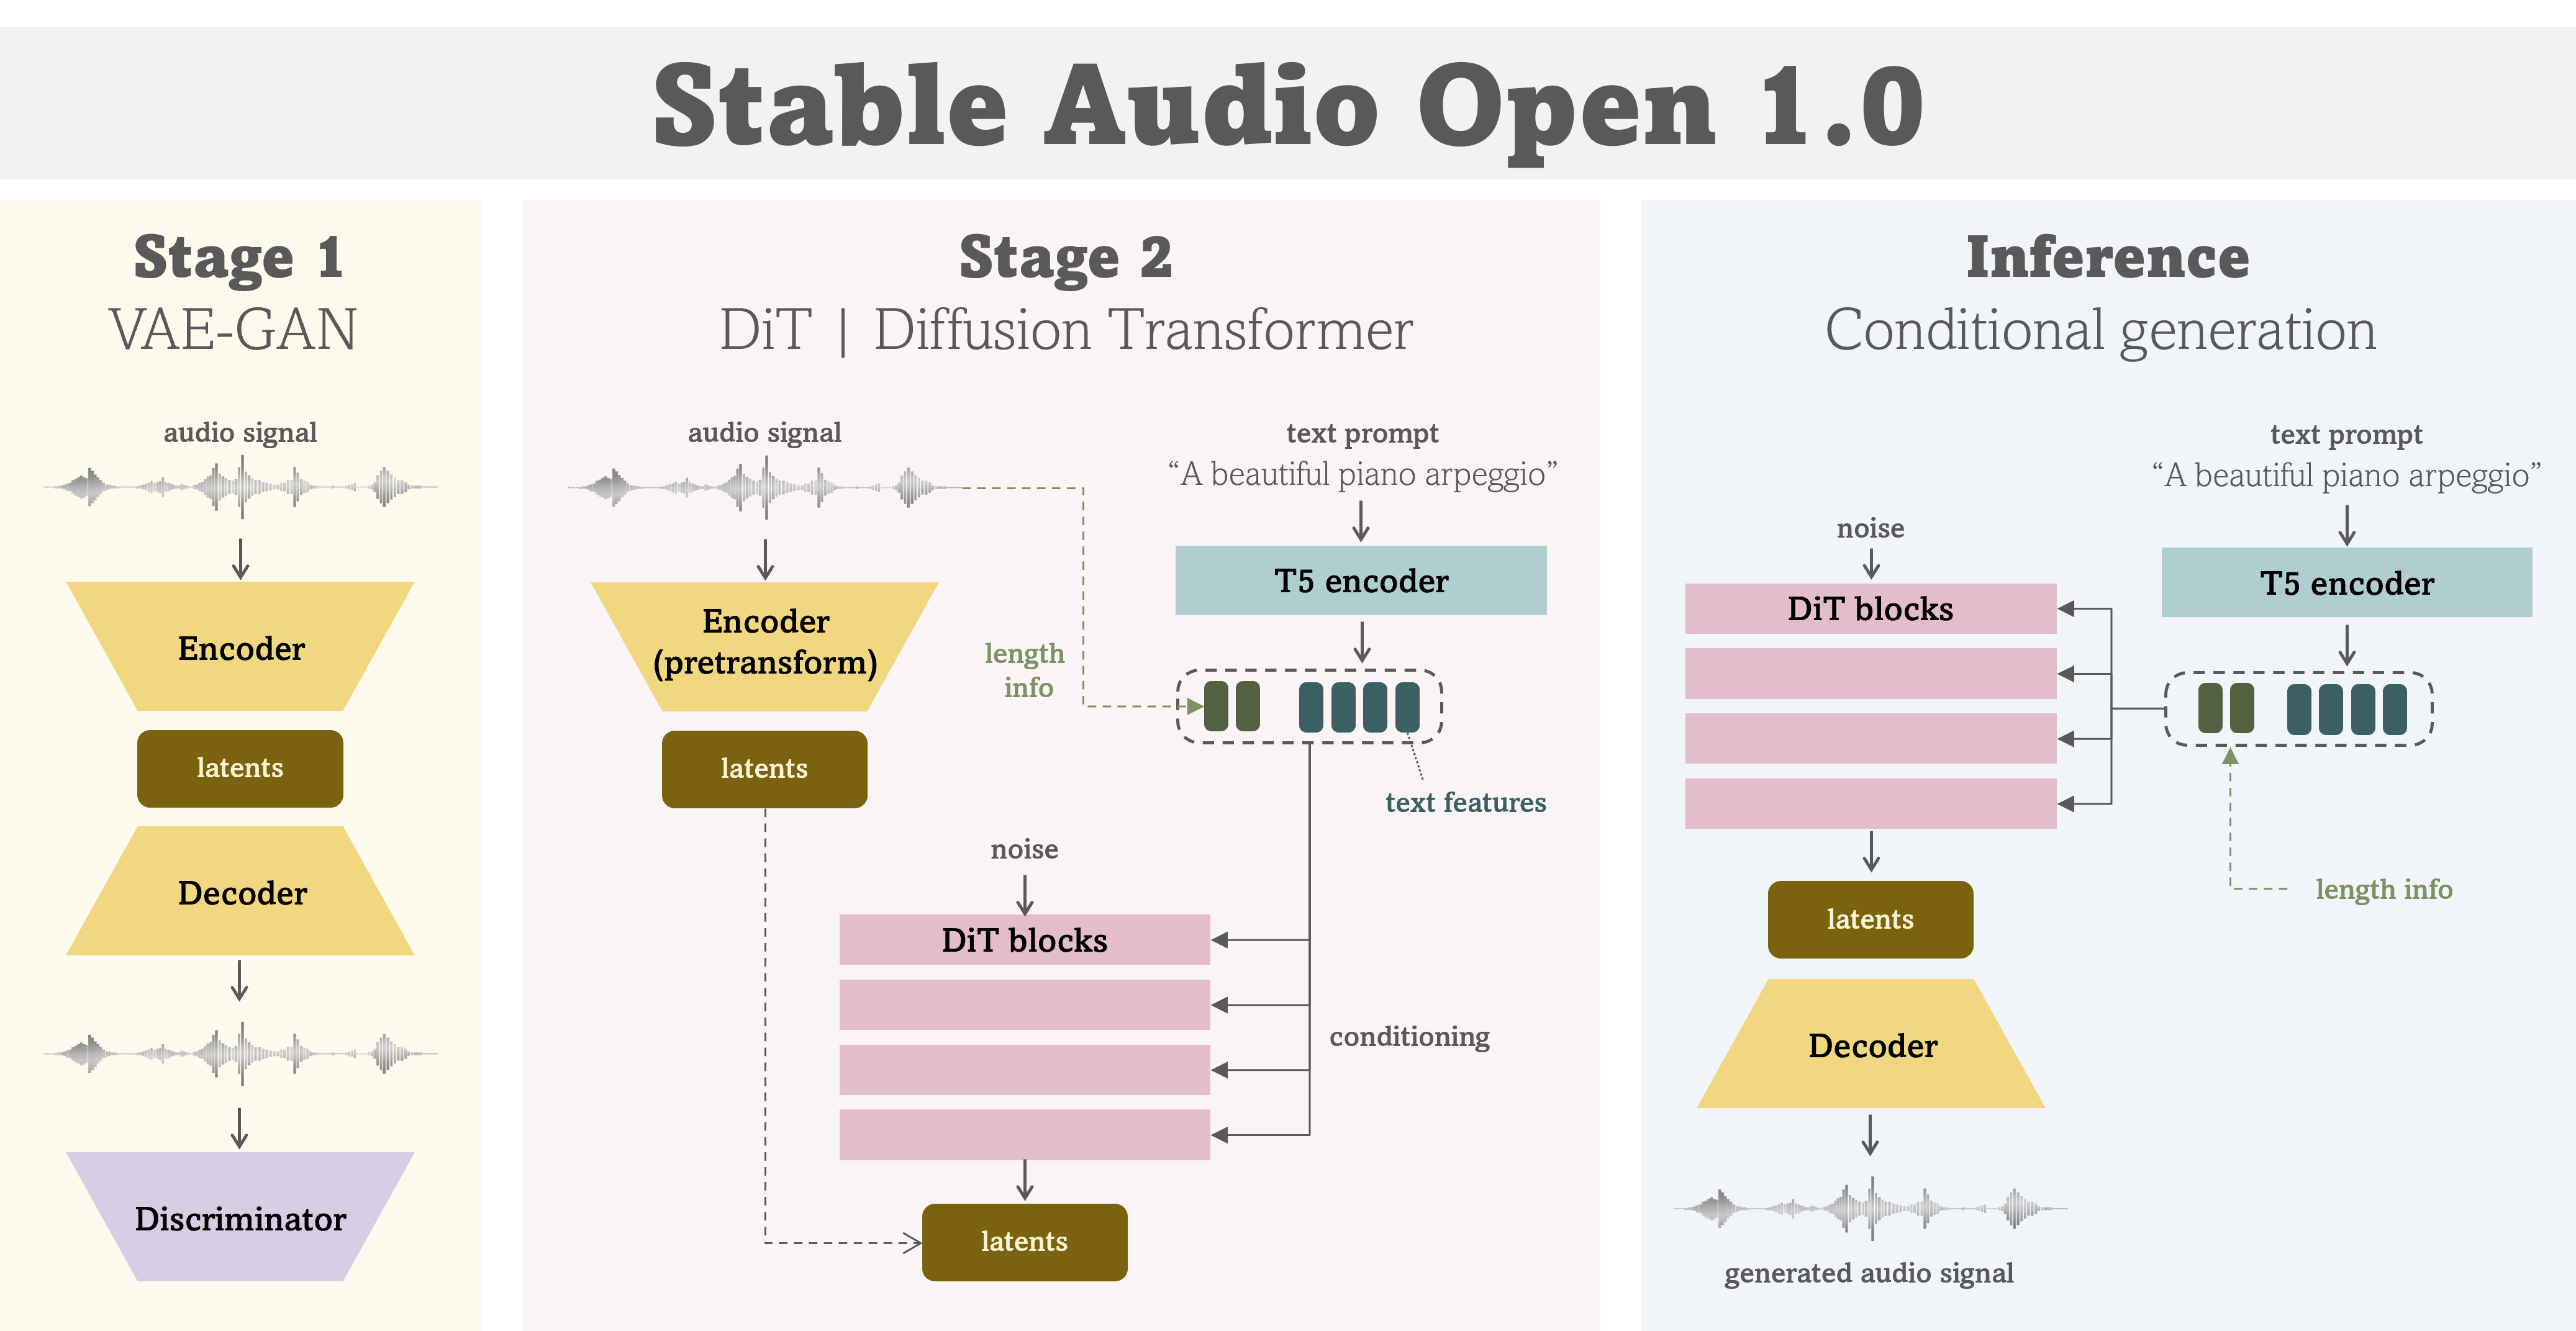 Stable Audio Open 1.0
Stage 1
VAE-GAN
audio signal
Encoder
latents
Decoder
Discriminator
Stage 2
DiT | Diffusion Transformer
audio signal
Encoder
(pretransform)
latents
length
info
text prompt
“A beautiful piano arpeggio”
T5 encoder
text features
noise
DiT blocks
conditioning
latents
Inference
Conditional generation
text prompt
“A beautiful piano arpeggio”
noise
DiT blocks
T5 encoder
length info
latents
Decoder
generated audio signal